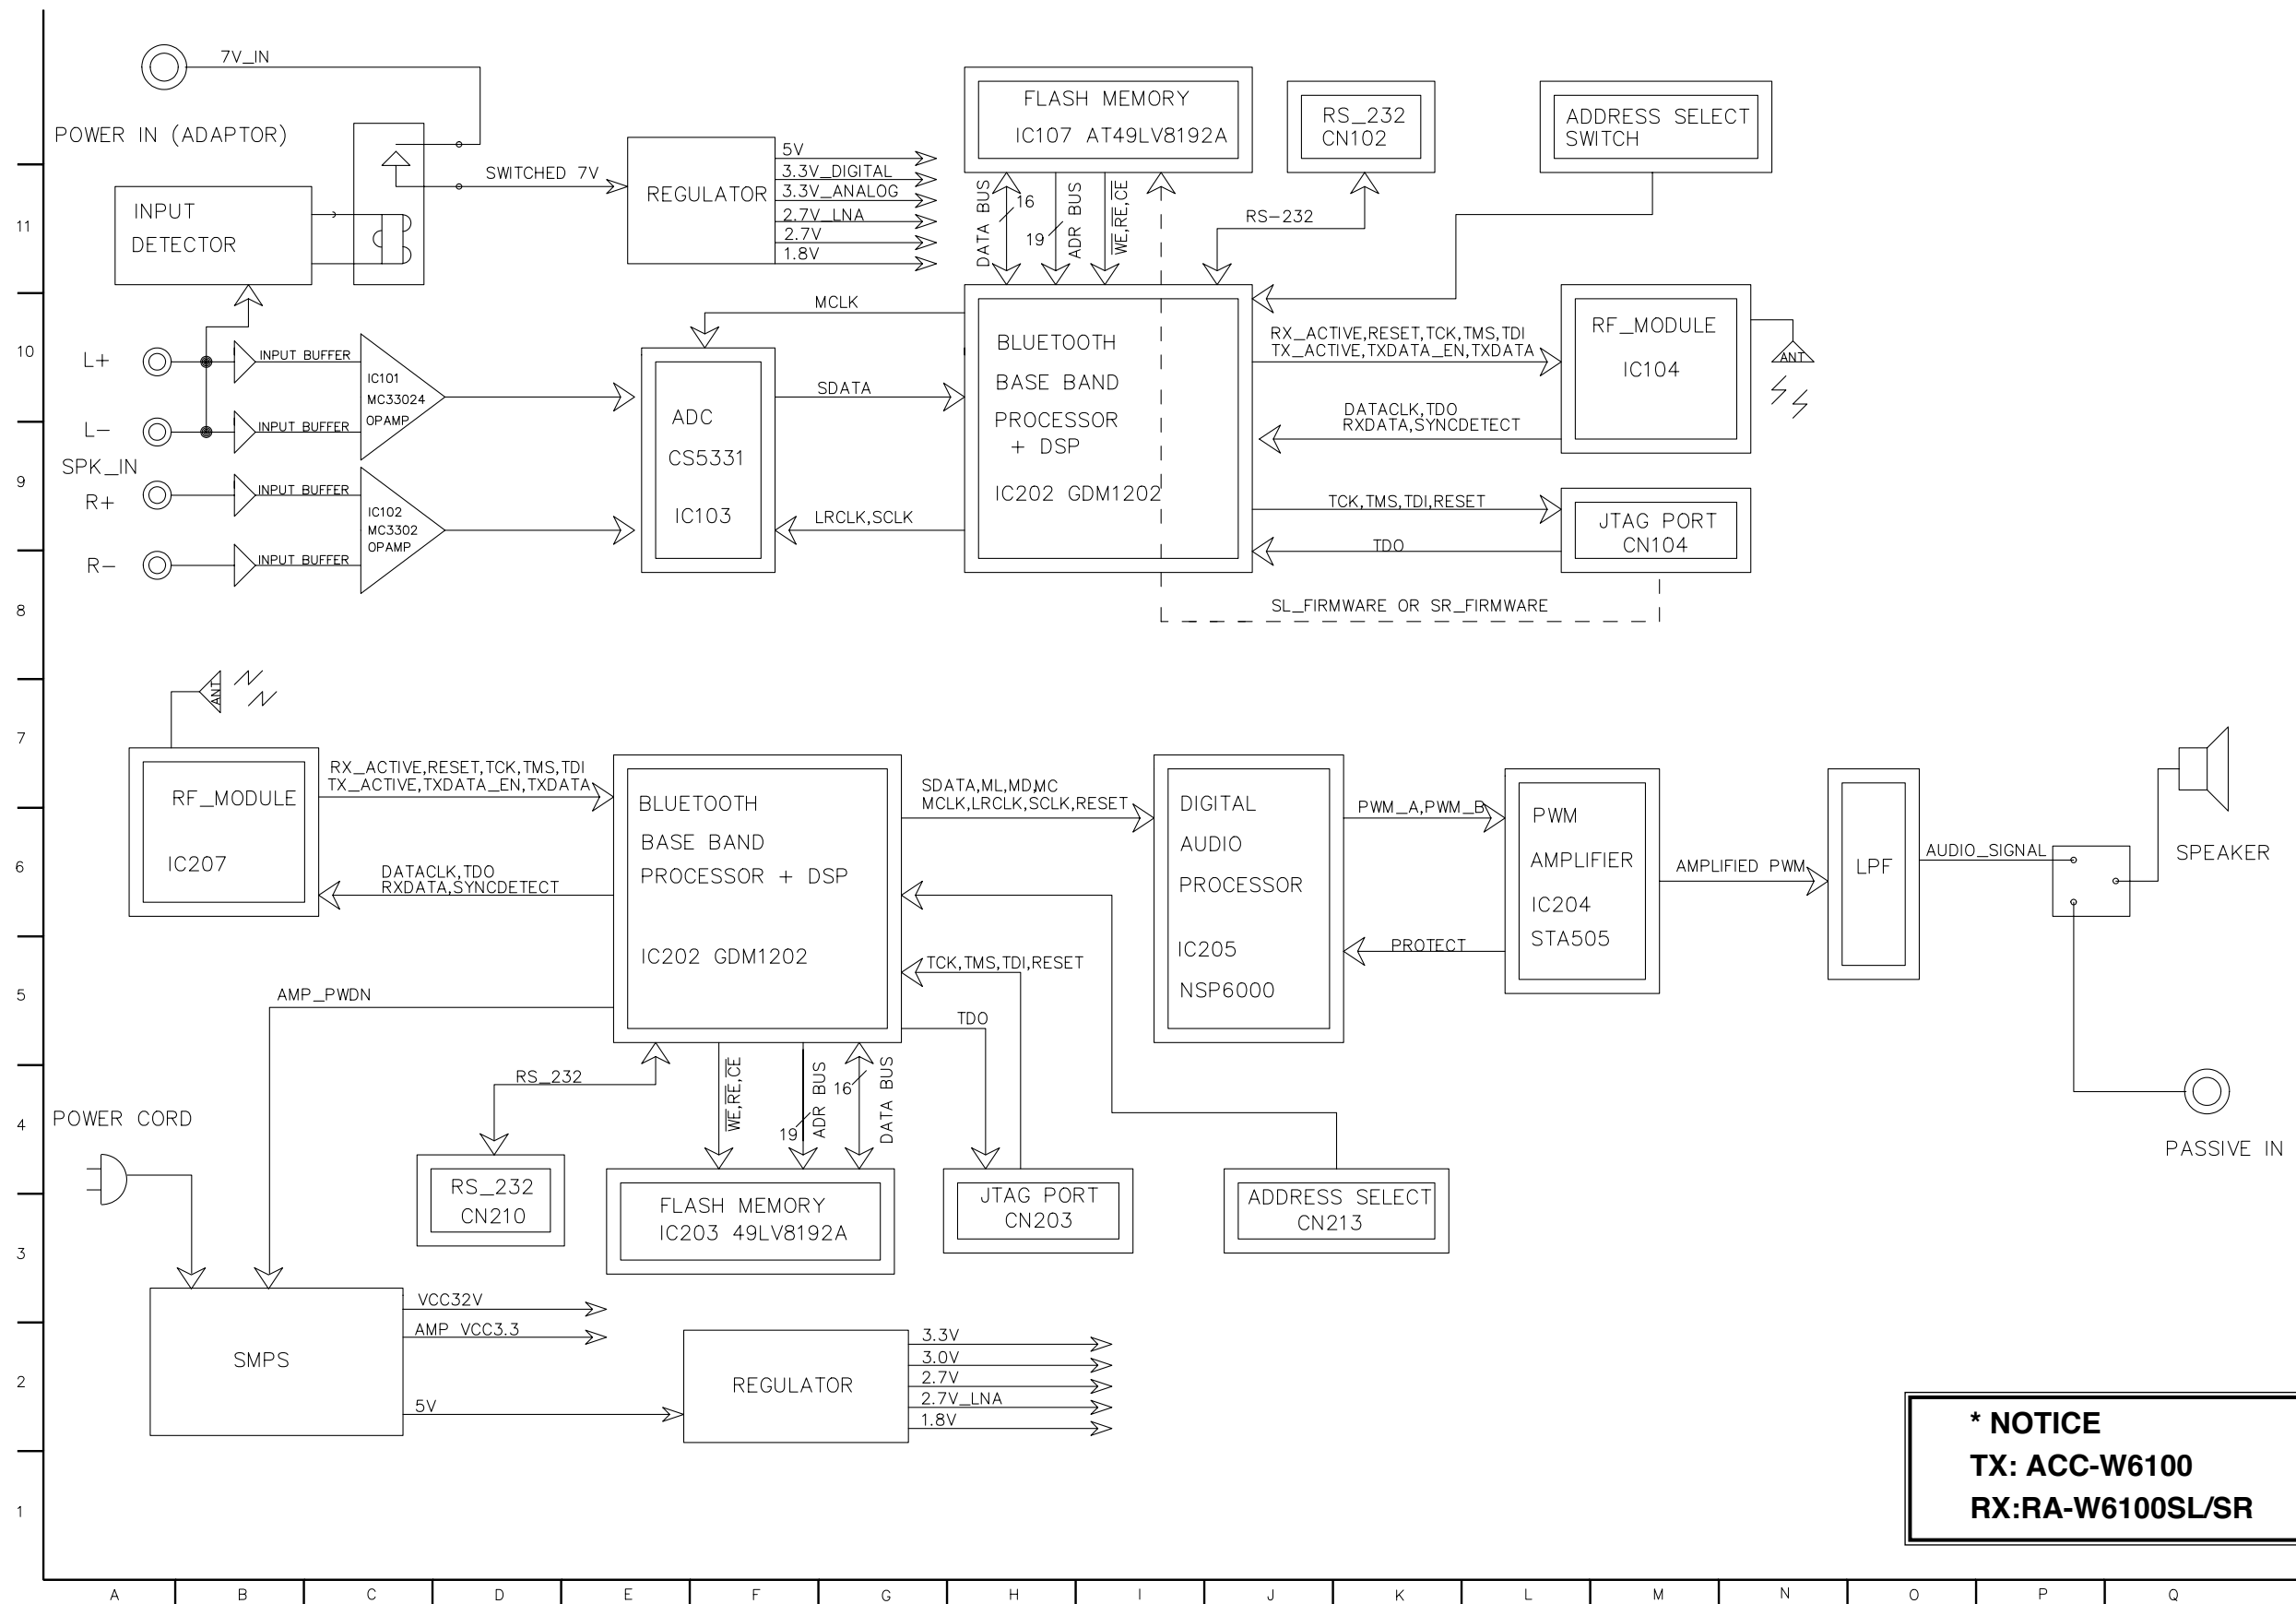 7V_IN
POWER IN (ADAPTOR)
SWITCHED 7V
INPUT
DETECTOR
REGULATOR
5V
3.3V_DIGITAL
3.3V_ANALOG
2.7V_LNA
2.7V
1.8V
FLASH MEMORY
IC107 AT49LV8192A
RS_232
CN102
ADDRESS SELECT
SWITCH
DATA BUS
16
19
ADR BUS
WE,RE,CE
RS-232
11
MCLK
10
L+
INPUT BUFFER
IC101
MC33024
OPAMP
L-
INPUT BUFFER
SPK_IN
9
R+
INPUT BUFFER
IC102
MC3302
OPAMP
R-
INPUT BUFFER
8
ADC
CS5331
IC103
SDATA
LRCLK,SCLK
BLUETOOTH
BASE BAND
PROCESSOR
+ DSP
IC202 GDM1202
RX_ACTIVE,RESET,TCK,TMS,TDI
TX_ACTIVE,TXDATA_EN,TXDATA
DATACLK,TDO
RXDATA,SYNCDETECT
RF_MODULE
IC104
ANT
TCK,TMS,TDI,RESET
TDO
JTAG PORT
CN104
SL_FIRMWARE OR SR_FIRMWARE
ANT
7
RF_MODULE
IC207
6
RX_ACTIVE,RESET,TCK,TMS,TDI
TX_ACTIVE,TXDATA_EN,TXDATA
DATACLK,TDO
RXDATA,SYNCDETECT
BLUETOOTH
BASE BAND
PROCESSOR + DSP
IC202 GDM1202
SDATA,ML,MD,MC
MCLK,LRCLK,SCLK,RESET
DIGITAL
AUDIO
PROCESSOR
IC205
NSP6000
PWM_A,PWM_B
PROTECT
PWM
AMPLIFIER
IC204
STA505
AMPLIFIED PWM
LPF
AUDIO_SIGNAL
SPEAKER
TCK,TMS,TDI,RESET
TDO
5
AMP_PWDN
RS_232
WE,RE,CE
19
ADR BUS
16
DATA BUS
4
POWER CORD
PASSIVE IN
RS_232
CN210
FLASH MEMORY
IC203 49LV8192A
JTAG PORT
CN203
ADDRESS SELECT
CN213
3
SMPS
VCC32V
AMP VCC3.3
5V
2
REGULATOR
3.3V
3.0V
2.7V
2.7V_LNA
1.8V
* NOTICE
TX: ACC-W6100
RX:RA-W6100SL/SR
1
A B C D E F G H I J K L M N O P Q